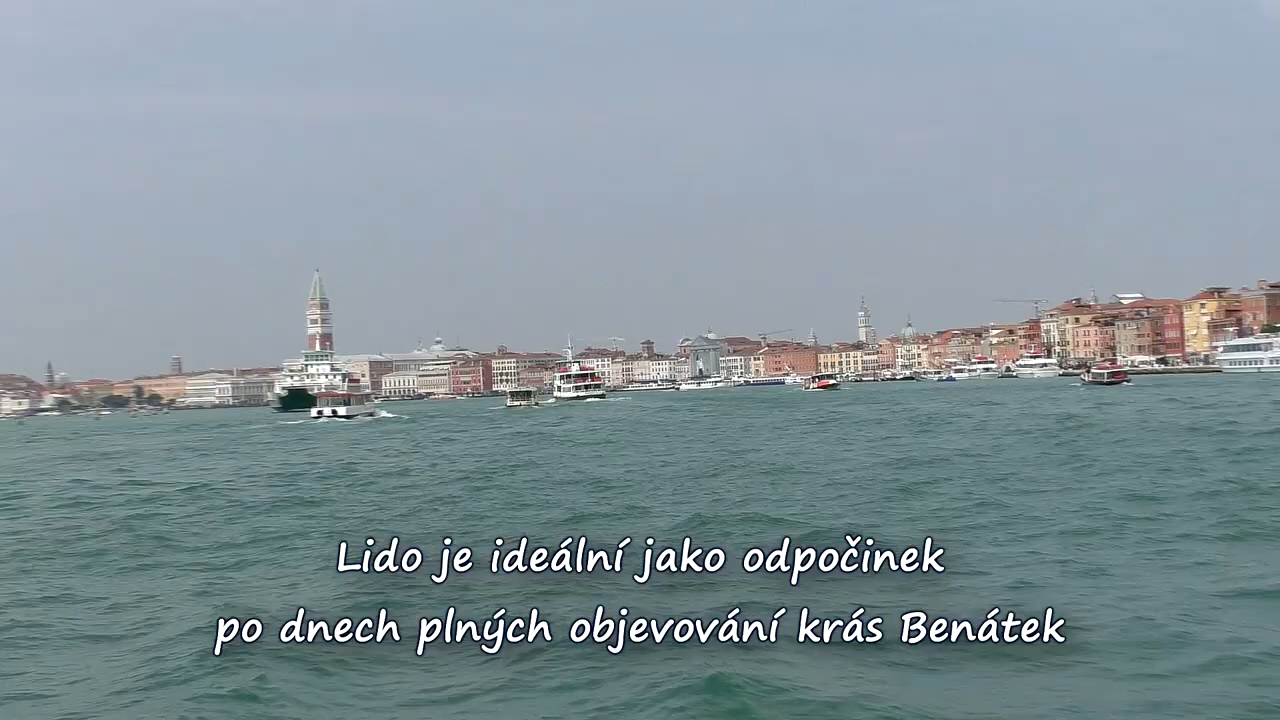 Lido je ideální jako odpočinek
po dnech plných objevování krás Benátek